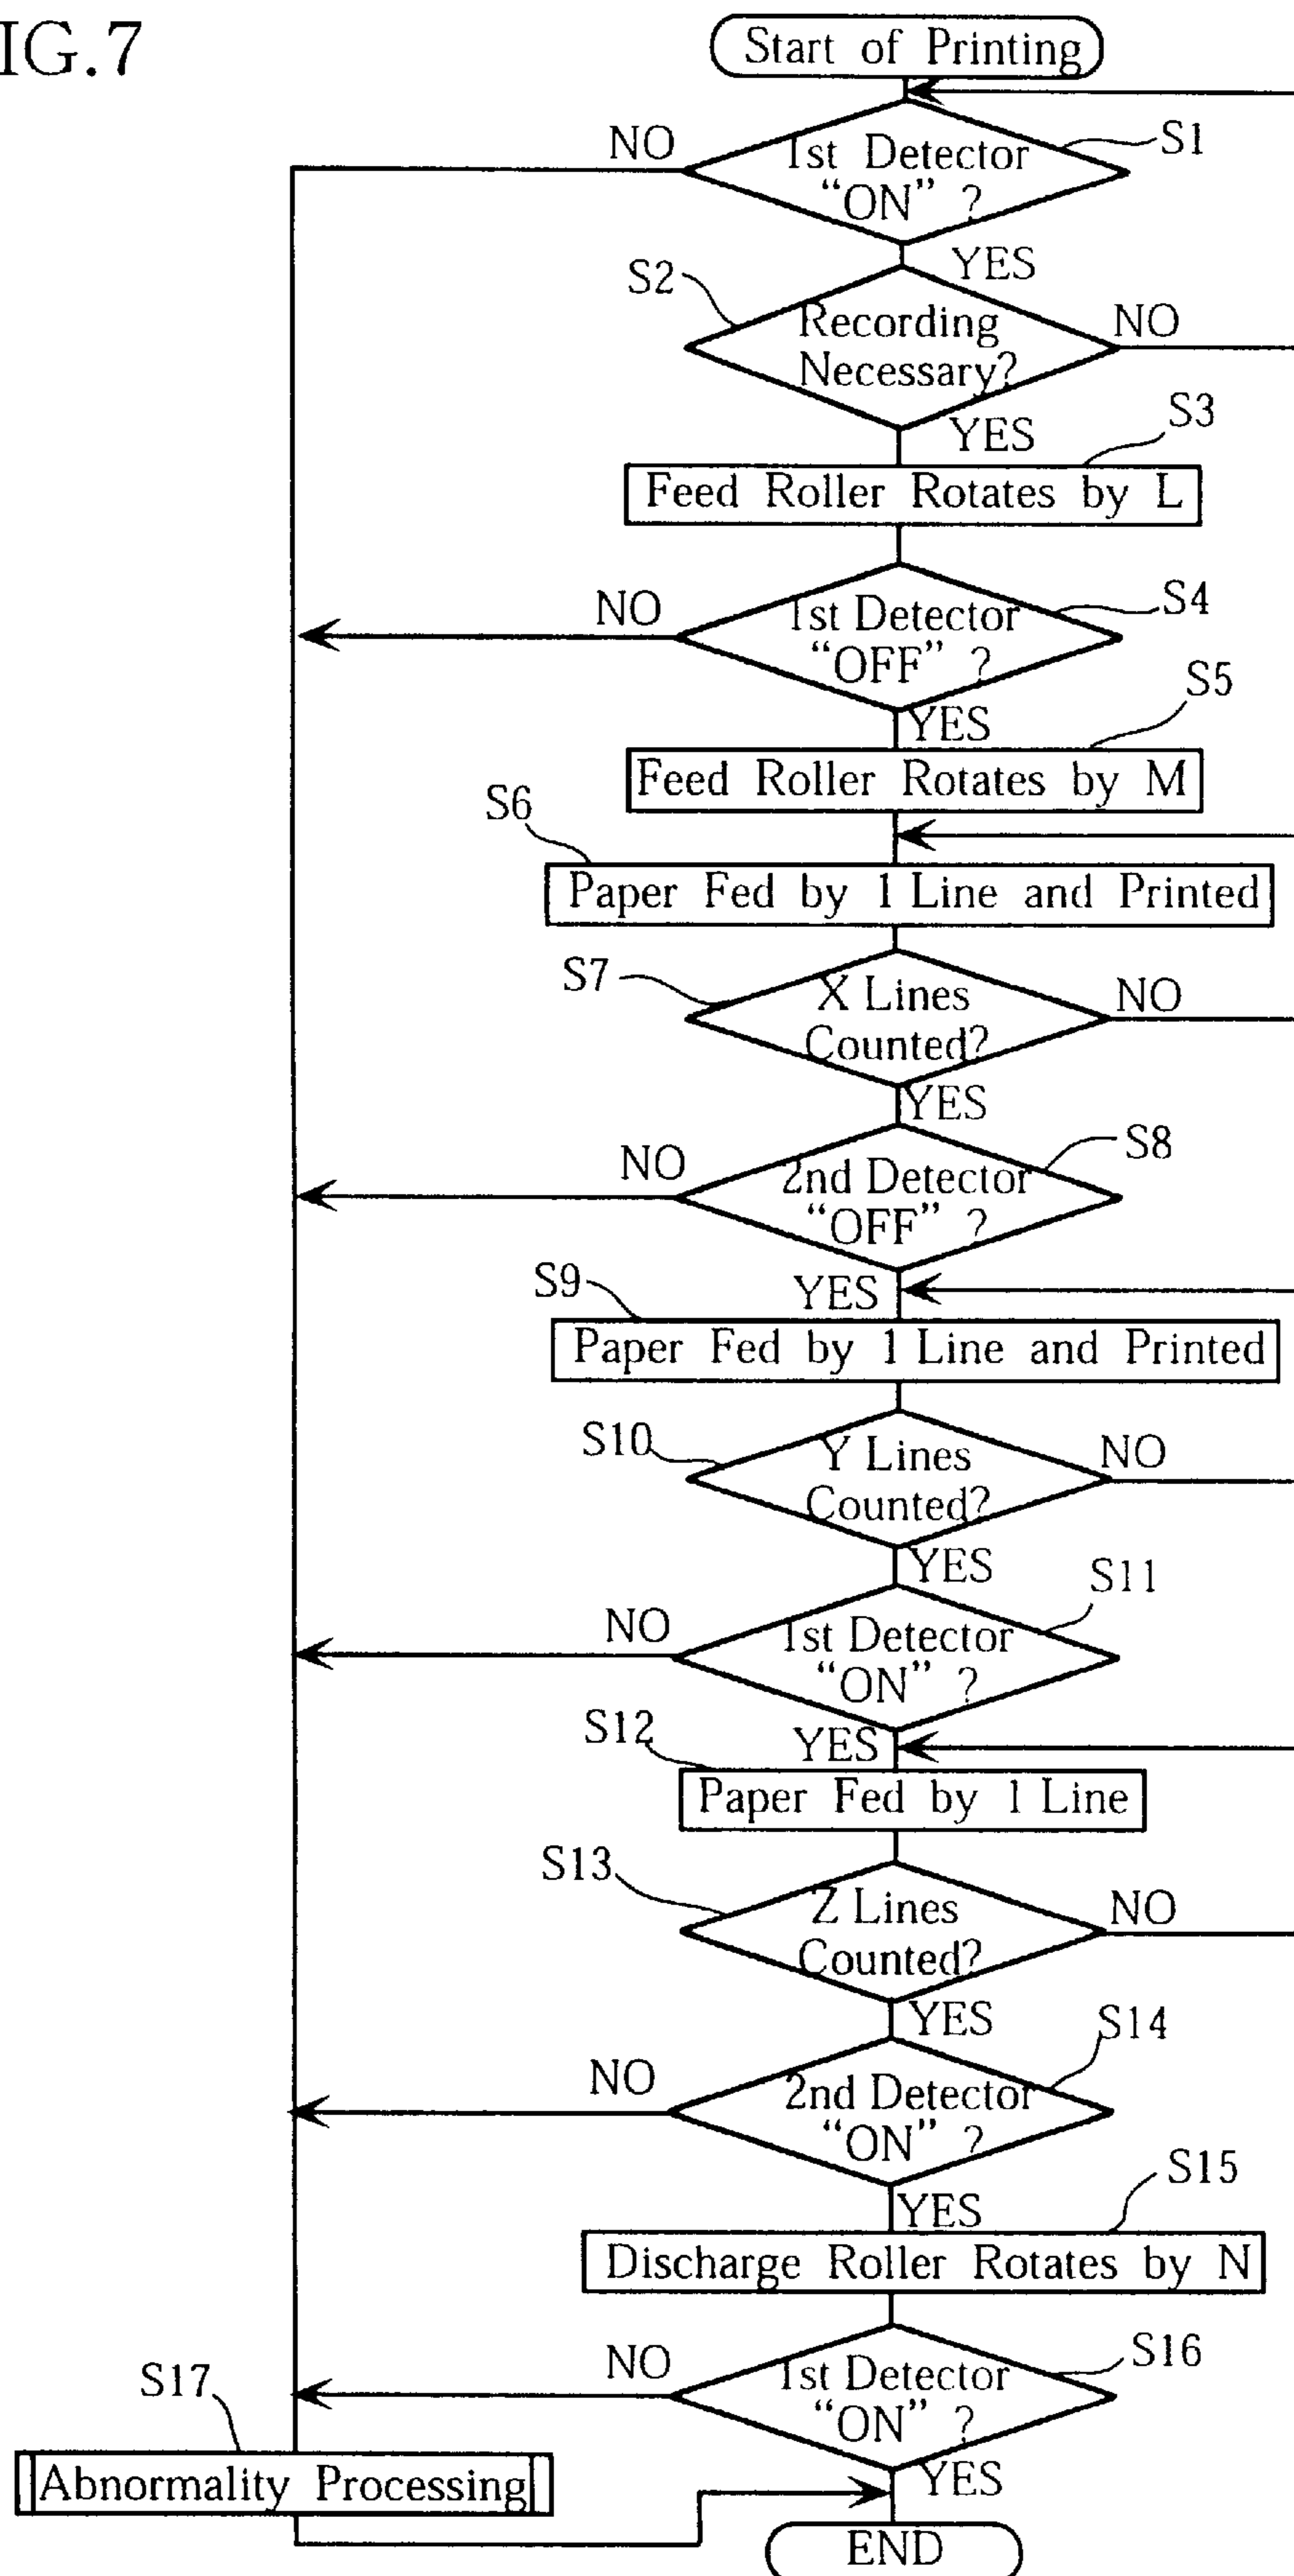 IG.7
Start of Printing
S1
NO
1st Detector
“ON” ?
YES
S2
Recording
Necessary?
NO
YES
S3
Feed Roller Rotates by L
NO
1st Detector
“OFF” ?
S4
YES
S5
Feed Roller Rotates by M
S6
Paper Fed by 1 Line and Printed
S7
X Lines
Counted?
NO
YES
S8
NO
2nd Detector
“OFF” ?
YES
S9
Paper Fed by 1 Line and Printed
S10
Y Lines
Counted?
NO
YES
S11
NO
1st Detector
“ON” ?
YES
S12
Paper Fed by 1 Line
S13
Z Lines
Counted?
NO
YES
S14
NO
2nd Detector
“ON” ?
YES
S15
Discharge Roller Rotates by N
NO
1st Detector
“ON” ?
S16
YES
S17
Abnormality Processing
END